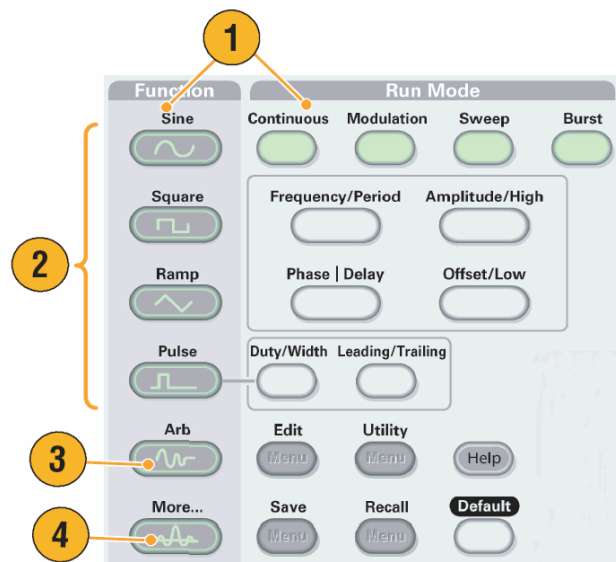 1
Function Run Mode
Sine Continuous Modulation Sweep Burst
Square Frequency/Period Amplitude/High
2
Ramp Phase | Delay Offset/Low
Pulse Duty/Width Leading/Trailing
Arb Edit Utility
3 Menu Menu Help
More... Save Recall Default
4 Menu Menu